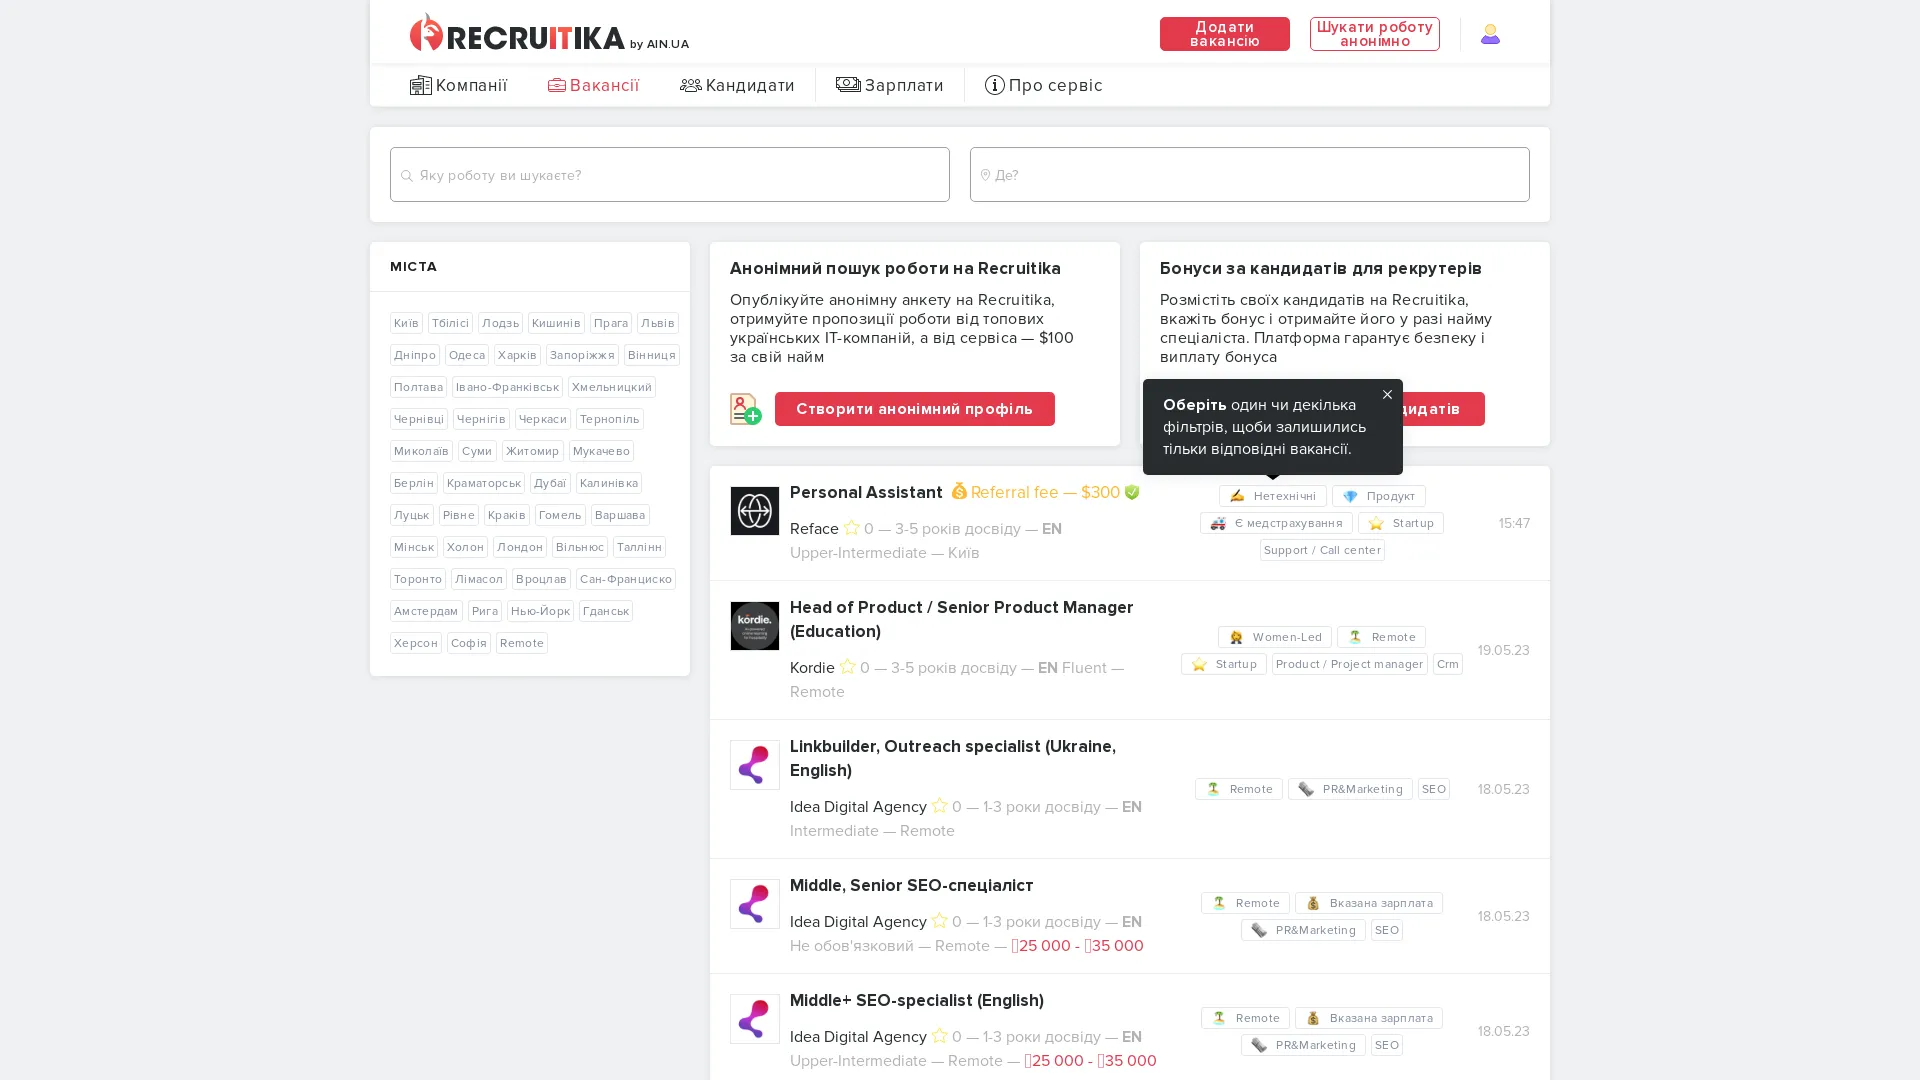 RECRUITIKA by AIN.UA
Додати вакансію
Шукати роботу анонімно
Компанії Вакансії Кандидати Зарплати Про сервіс
Яку роботу ви шукаєте?
Де?
МІСТА
Київ Тбілісі Лодзь Кишинів Прага Львів
Дніпро Одеса Харків Запоріжжя Вінниця
Полтава Івано-Франківськ Хмельницкий
Чернівці Чернігів Черкаси Тернопіль
Миколаїв Суми Житомир Мукачево
Берлін Краматорськ Дубаї Калинівка
Луцьк Рівне Краків Гомель Варшава
Мінськ Холон Лондон Вільнюс Таллінн
Торонто Лімасол Вроцлав Сан-Франциско
Амстердам Рига Нью-Йорк Гданськ
Херсон Софія Remote
Анонімний пошук роботи на Recruitika
Опублікуйте анонімну анкету на Recruitika,
отримуйте пропозиції роботи від топових
українських ІТ-компаній, а від сервіса — $100
за свій найм
Створити анонімний профіль
Бонуси за кандидатів для рекрутерів
Розмістіть своїх кандидатів на Recruitika,
вкажіть бонус і отримайте його у разі найму
спеціаліста. Платформа гарантує безпеку і
виплату бонуса
Оберіть один чи декілька
фільтрів, щоби залишились
тільки відповідні вакансії.
Personal Assistant Referral fee — $300
Reface 0 — 3-5 років досвіду — EN
Upper-Intermediate — Київ
Нетехнічні Продукт
Є медстрахування Startup
Support / Call center
15:47
kórdie.
Head of Product / Senior Product Manager
(Education)
Kordie 0 — 3-5 років досвіду — EN Fluent —
Remote
Women-Led Remote
Startup Product / Project manager Crm
19.05.23
Linkbuilder, Outreach specialist (Ukraine,
English)
Idea Digital Agency 0 — 1-3 роки досвіду — EN
Intermediate — Remote
Remote PR&Marketing SEO
18.05.23
Middle, Senior SEO-спеціаліст
Idea Digital Agency 0 — 1-3 роки досвіду — EN
Не обов'язковий — Remote — 25 000 - 35 000
Remote Вказана зарплата
PR&Marketing SEO
18.05.23
Middle+ SEO-specialist (English)
Idea Digital Agency 0 — 1-3 роки досвіду — EN
Upper-Intermediate — Remote — 25 000 - 35 000
Remote Вказана зарплата
PR&Marketing SEO
18.05.23